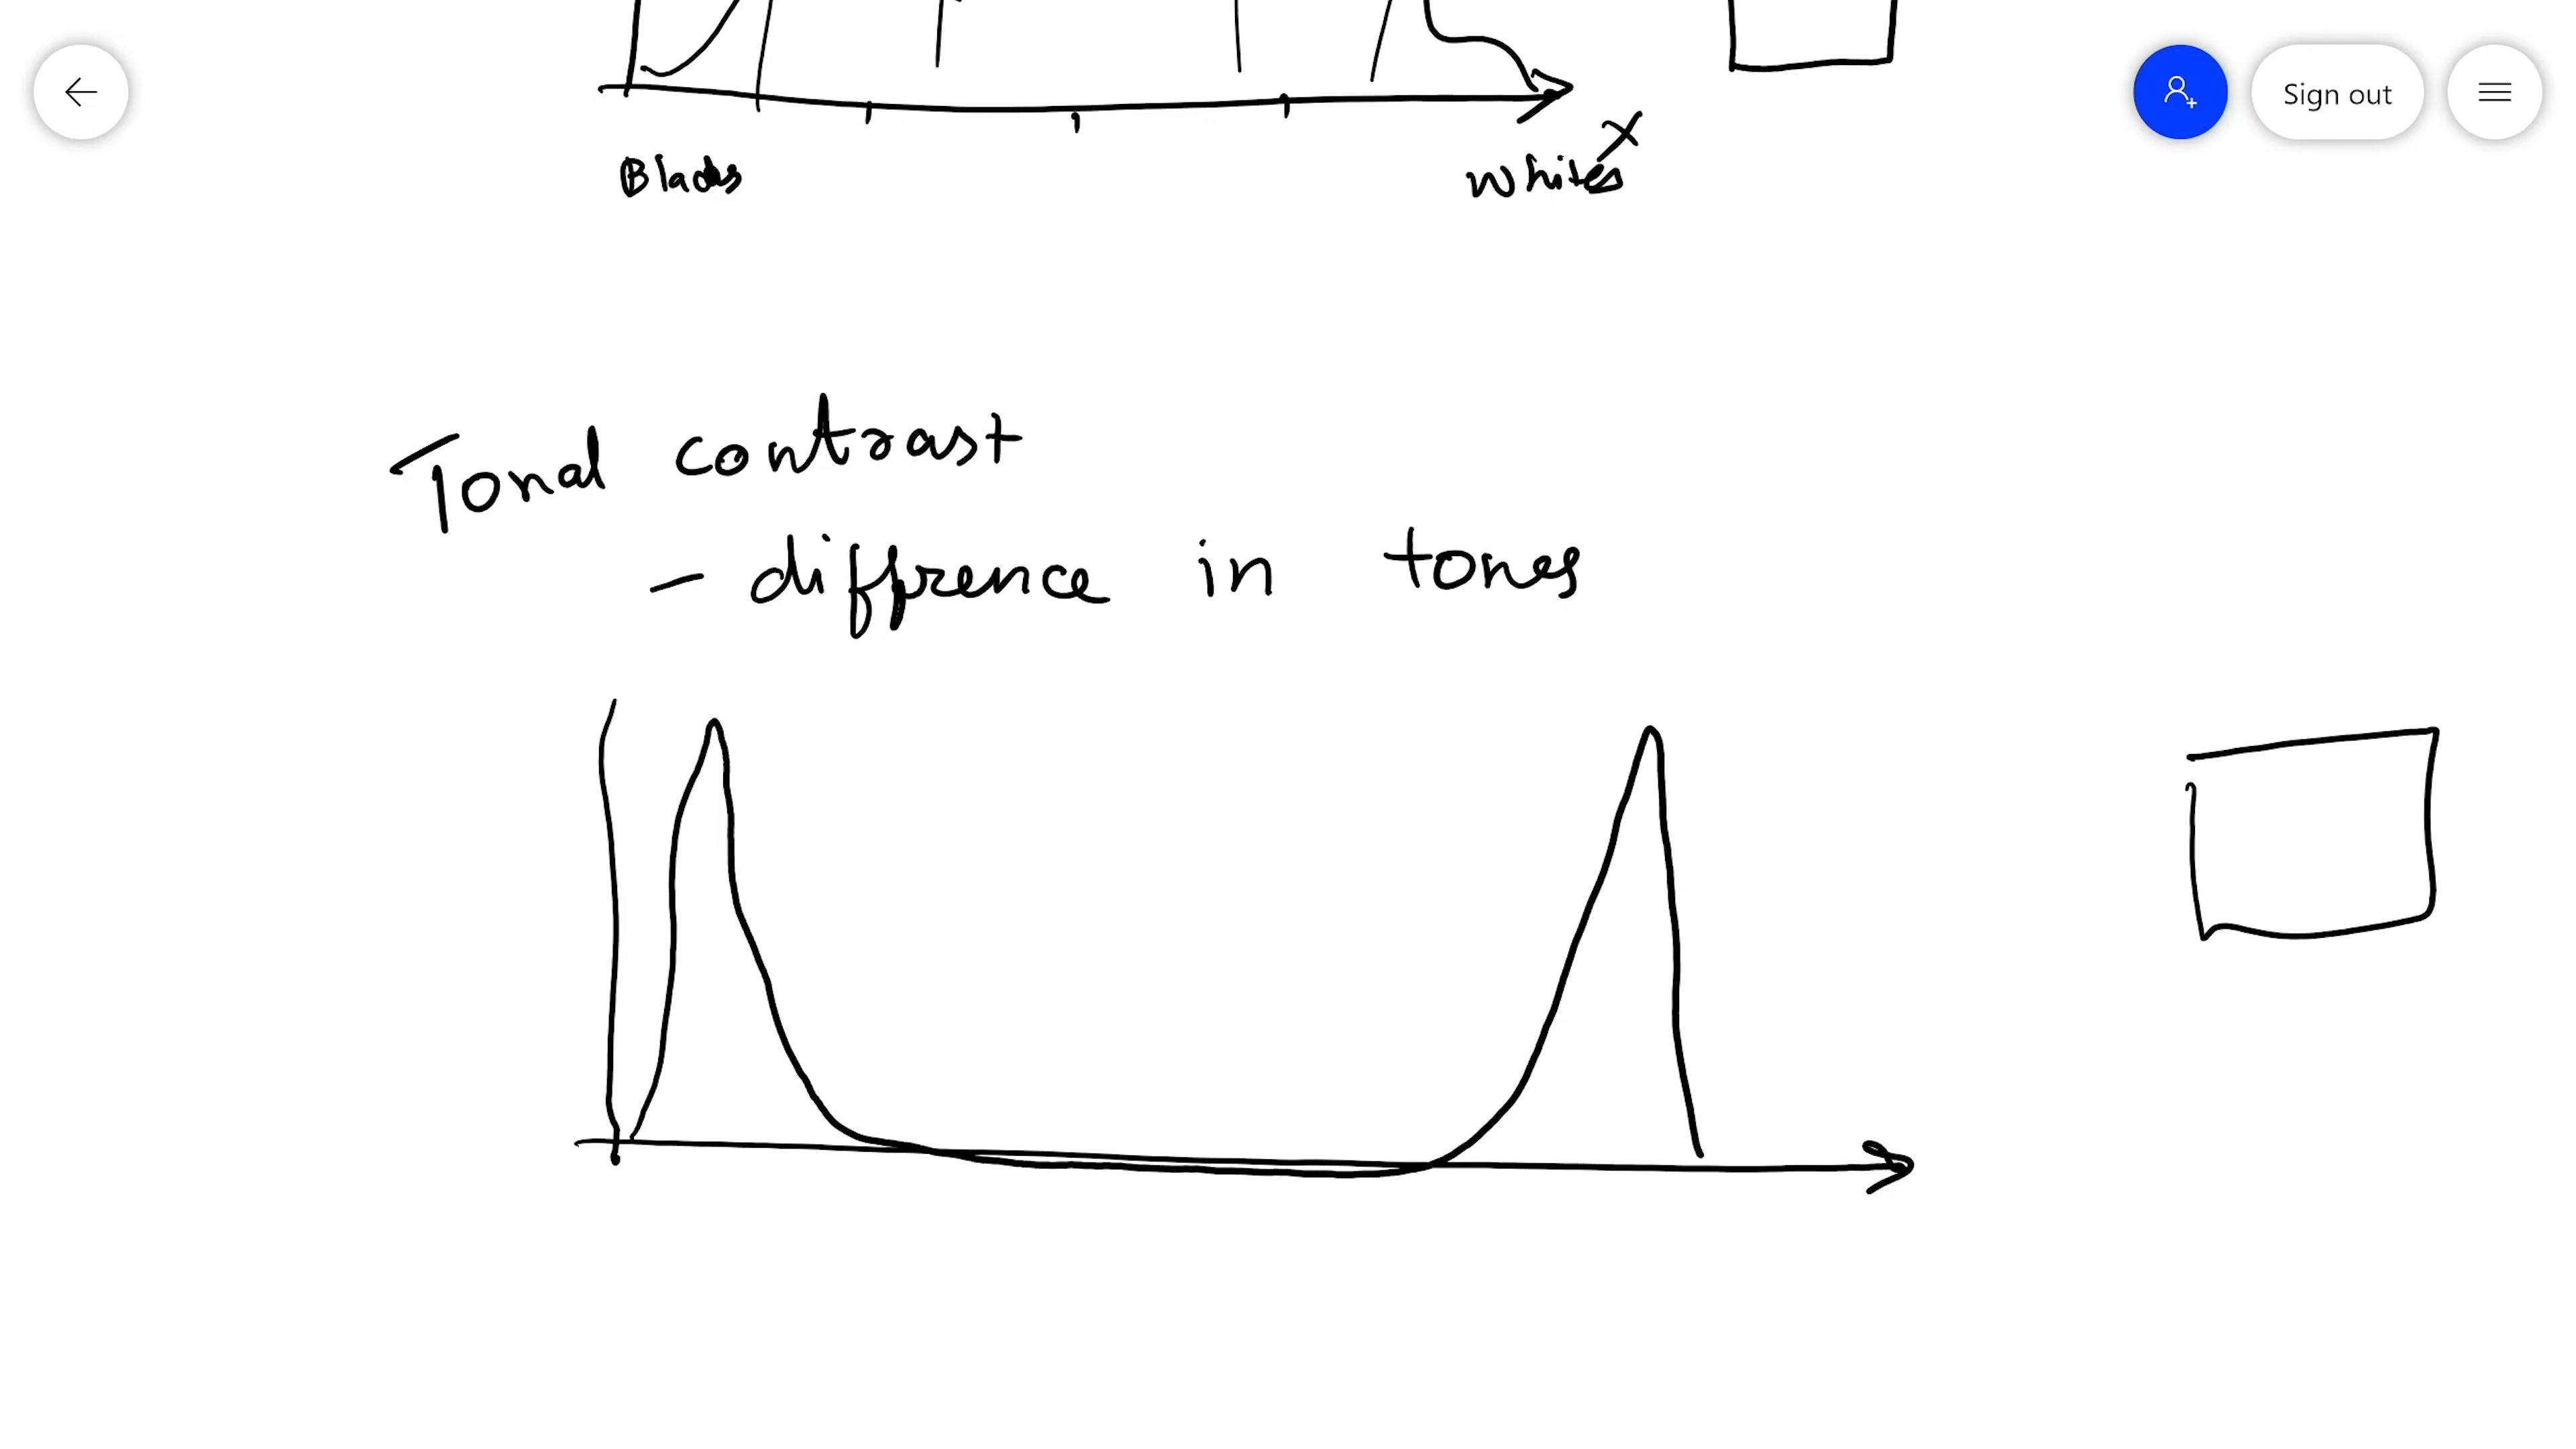 Sign out
x
Blacks Whites
Tonal contrast
- diffrence in tones